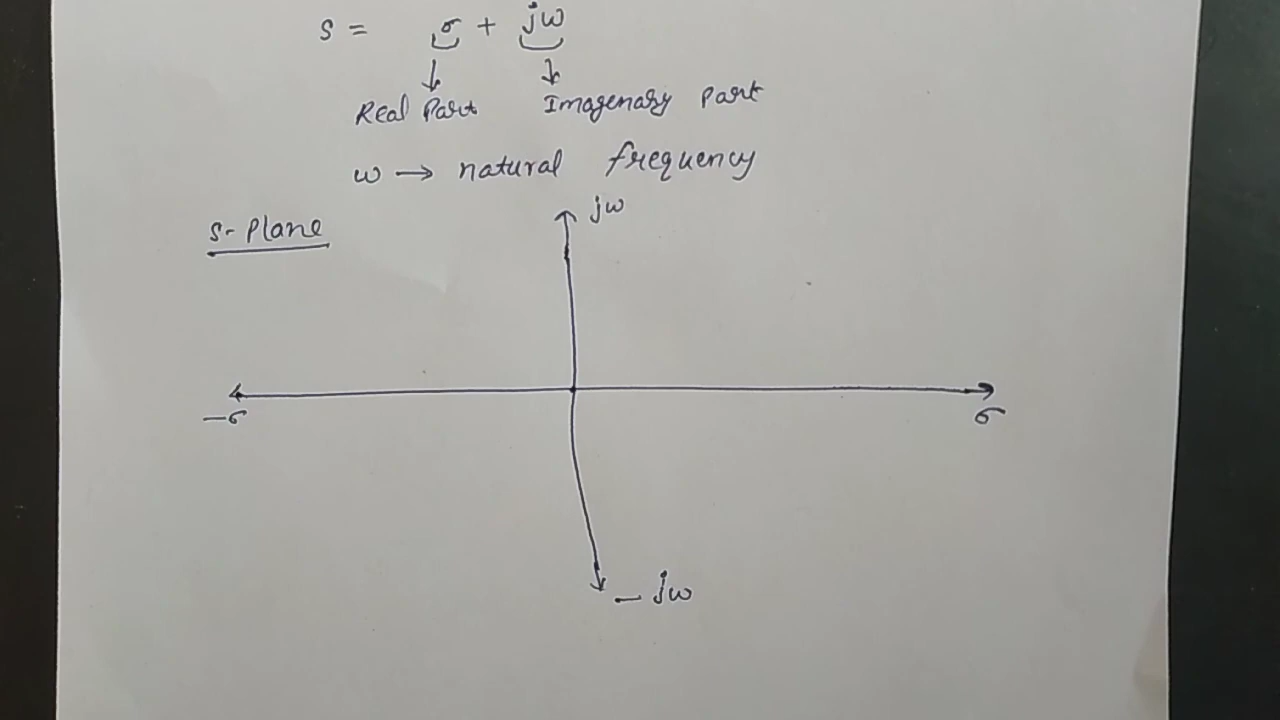 s = σ + jω
Real Part Imagenary part
ω → natural frequency
jω
s-Plane
-σ
σ
- jω